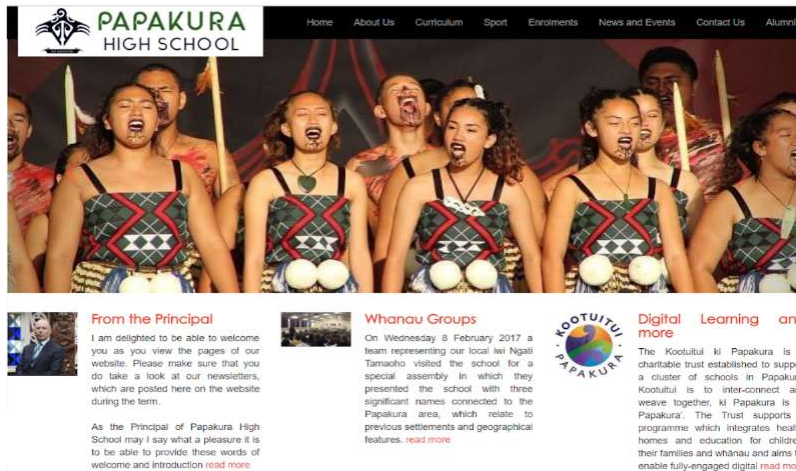 PAPAKURA
HIGH SCHOOL
Home About Us Curriculum Sport Enrolments News and Events Contact Us Alumni
From the Principal
I am delighted to be able to welcome
you as you view the pages of our
website. Please make sure that you
do take a look at our newsletters,
which are posted here on the website
during the term.
As the Principal of Papakura High
School may I say what a pleasure it is
to be able to provide these words of
welcome and introduction read more
Whanau Groups
On Wednesday 8 February 2017 a
team representing our local iwi Ngati
Tamaoho visited the school for a
special assembly in which they
presented the school with three
significant names connected to the
Papakura area, which relate to
previous settlements and geographical
features. read more
KOOTUITUI
PAPAKURA
Digital Learning an
more
The Kootuitui ki Papakura is
charitable trust established to supp
a cluster of schools in Papaku
Kootuitui is to inter-connect a
weave together, ki Papakura is
Papakura'. The Trust supports
programme which integrates healt
homes and education for childre
their families and whānau and aims t
enable fully-engaged digital read mo